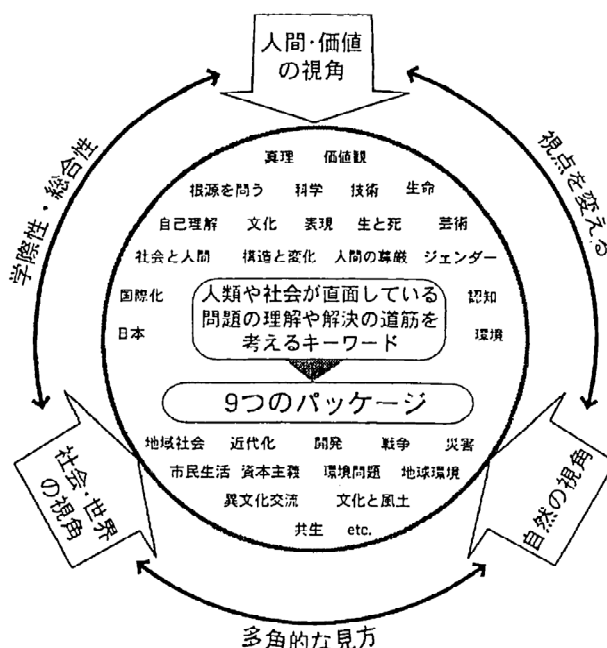 人間・価値
の視角
学際性・総合性
視点を変える
真理 価値観
根源を問う 科学 技術 生命
自己理解 文化 表現 生と死 芸術
社会と人間 構造と変化 人間の尊厳 ジェンダー
国際化 認知
日本 環境
人類や社会が直面している
問題の理解や解決の道筋を
考えるキーワード
9つのパッケージ
地域社会 近代化 開発 戦争 災害
市民生活 資本主義 環境問題 地球環境
異文化交流 文化と風土
共生 etc.
社会・世界
の視角
自然の視角
多角的な見方